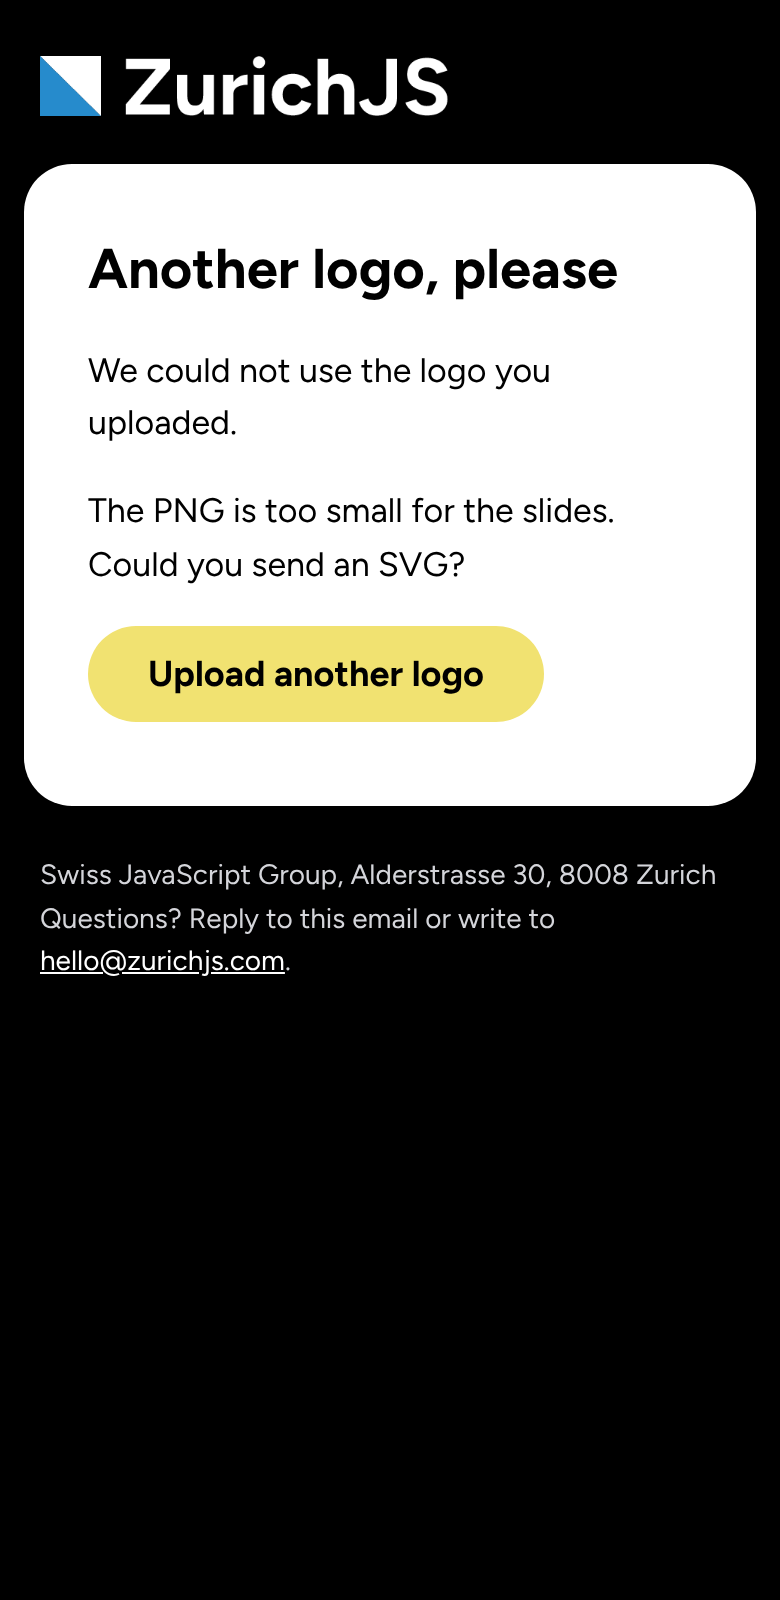 ZurichJS
Another logo, please
We could not use the logo you
uploaded.
The PNG is too small for the slides.
Could you send an SVG?
Upload another logo
Swiss JavaScript Group, Alderstrasse 30, 8008 Zurich
Questions? Reply to this email or write to
hello@zurichjs.com.